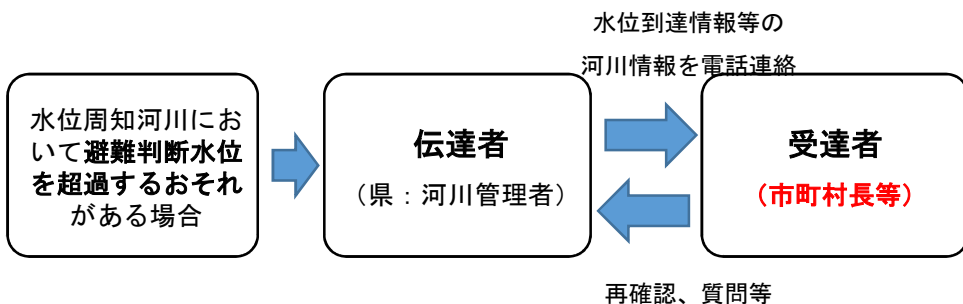 水位到達情報等の
河川情報を電話連絡
水位周知河川にお
いて避難判断水位
を超過するおそれ
がある場合
伝達者
（県：河川管理者）
受達者
（市町村長等）
再確認、質問等